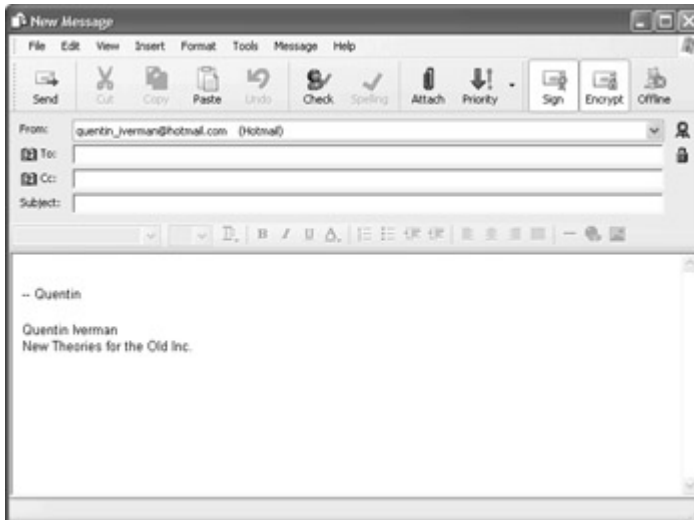 New Message
File Edit View Insert Format Tools Message Help
Send Cut Copy Paste Undo Check Spelling Attach Priority Sign Encrypt Offline
From: quentin_iverman@hotmail.com (Hotmail)
To:
Cc:
Subject:
B I U A
-- Quentin
Quentin Iverman
New Theories for the Old Inc.